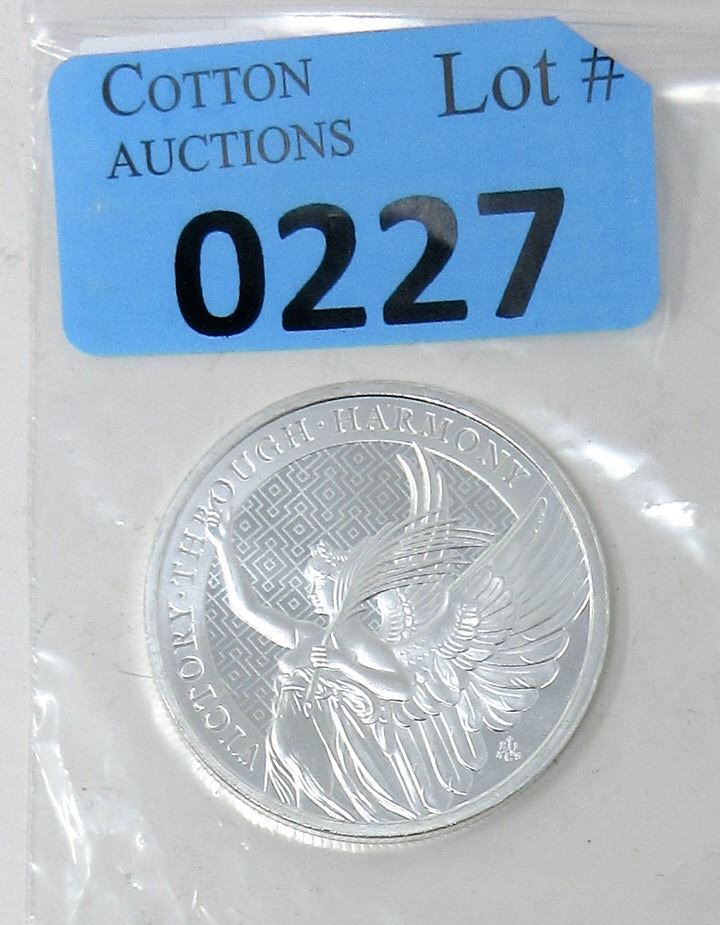 COTTON
AUCTIONS
Lot #
0227
VICTORY·THROUGH·HARMONY